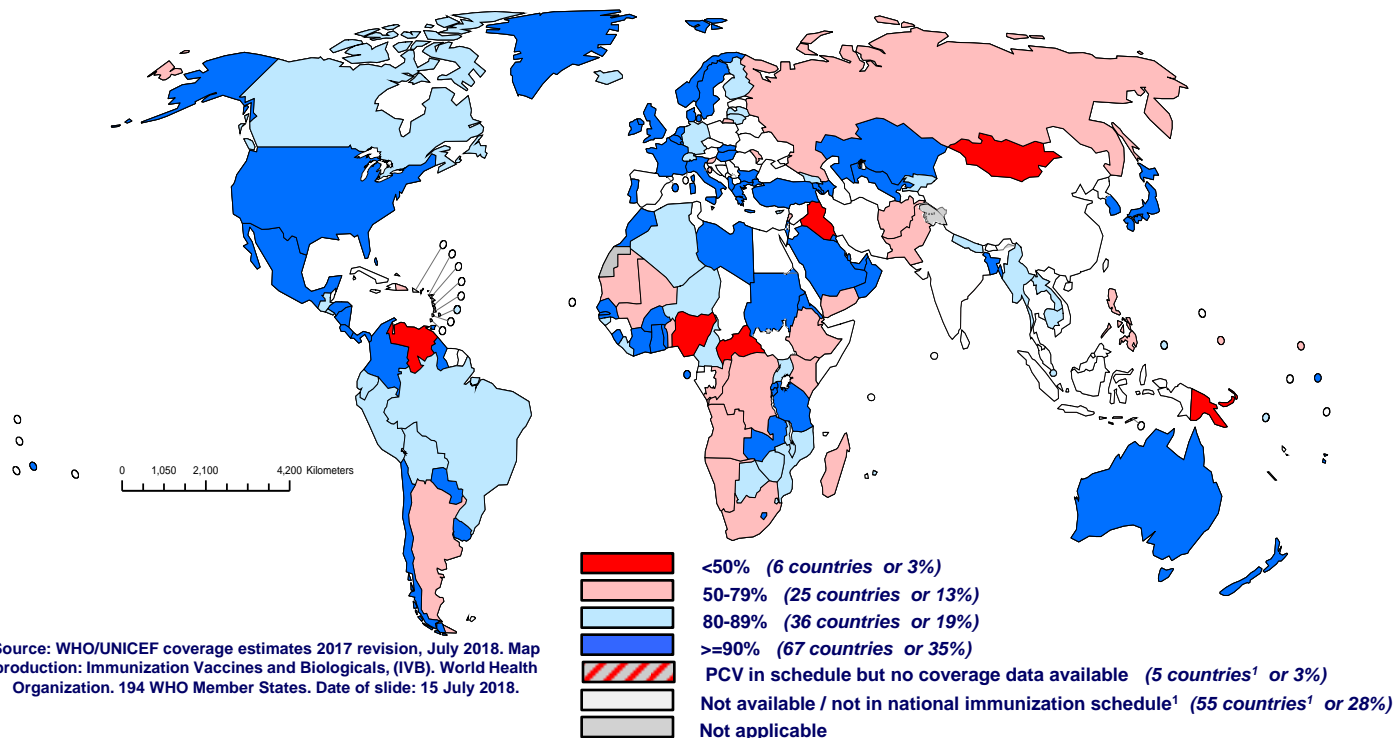 0 1,050 2,100 4,200 Kilometers
<50% (6 countries or 3%)
50-79% (25 countries or 13%)
80-89% (36 countries or 19%)
>=90% (67 countries or 35%)
PCV in schedule but no coverage data available (5 countries¹ or 3%)
Not available / not in national immunization schedule¹ (55 countries¹ or 28%)
Not applicable
ource: WHO/UNICEF coverage estimates 2017 revision, July 2018. Map
production: Immunization Vaccines and Biologicals, (IVB). World Health
Organization. 194 WHO Member States. Date of slide: 15 July 2018.